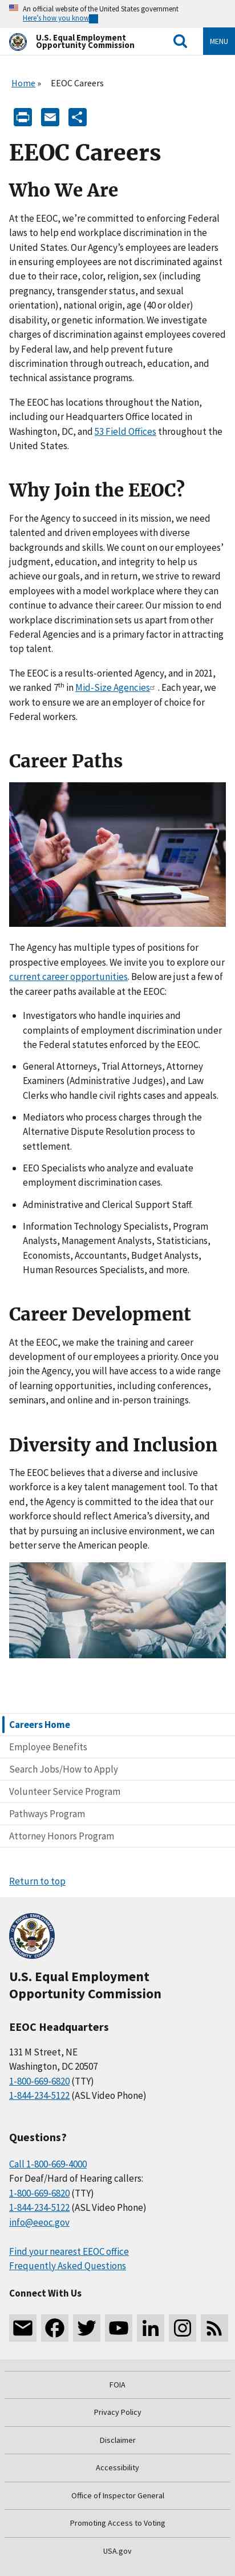 An official website of the United States government
Here's how you know
U.S. Equal Employment
Opportunity Commission
MENU
Home » EEOC Careers
EEOC Careers
Who We Are
At the EEOC, we're committed to enforcing Federal
laws to help end workplace discrimination in the
United States. Our Agency's employees are leaders
in ensuring employees are not discriminated against
due to their race, color, religion, sex (including
pregnancy, transgender status, and sexual
orientation), national origin, age (40 or older)
disability, or genetic information. We investigate
charges of discrimination against employees covered
by Federal law, and help prevent future
discrimination through outreach, education, and
technical assistance programs.
The EEOC has locations throughout the Nation,
including our Headquarters Office located in
Washington, DC, and 53 Field Offices throughout the
United States.
Why Join the EEOC?
For the Agency to succeed in its mission, we need
talented and driven employees with diverse
backgrounds and skills. We count on our employees'
judgment, education, and integrity to help us
achieve our goals, and in return, we strive to reward
employees with a modern workplace where they can
continue to advance their career. Our mission to end
workplace discrimination sets us apart from other
Federal Agencies and is a primary factor in attracting
top talent.
The EEOC is a results-oriented Agency, and in 2021,
we ranked 7th in Mid-Size Agencies . Each year, we
work to ensure we are an employer of choice for
Federal workers.
Career Paths
The Agency has multiple types of positions for
prospective employees. We invite you to explore our
current career opportunities. Below are just a few of
the career paths available at the EEOC:
• Investigators who handle inquiries and
complaints of employment discrimination under
the Federal statutes enforced by the EEOC.
• General Attorneys, Trial Attorneys, Attorney
Examiners (Administrative Judges), and Law
Clerks who handle civil rights cases and appeals.
• Mediators who process charges through the
Alternative Dispute Resolution process to
settlement.
• EEO Specialists who analyze and evaluate
employment discrimination cases.
• Administrative and Clerical Support Staff.
• Information Technology Specialists, Program
Analysts, Management Analysts, Statisticians,
Economists, Accountants, Budget Analysts,
Human Resources Specialists, and more.
Career Development
At the EEOC, we make the training and career
development of our employees a priority. Once you
join the Agency, you will have access to a wide range
of learning opportunities, including conferences,
seminars, and online and in-person trainings.
Diversity and Inclusion
The EEOC believes that a diverse and inclusive
workforce is a key talent management tool. To that
end, the Agency is committed to the idea that our
workforce should reflect America's diversity, and
that by pursuing an inclusive environment, we can
better serve the American people.
Careers Home
Employee Benefits
Search Jobs/How to Apply
Volunteer Service Program
Pathways Program
Attorney Honors Program
Return to top
U.S. Equal Employment
Opportunity Commission
EEOC Headquarters
131 M Street, NE
Washington, DC 20507
1-800-669-6820 (TTY)
1-844-234-5122 (ASL Video Phone)
Questions?
Call 1-800-669-4000
For Deaf/Hard of Hearing callers:
1-800-669-6820 (TTY)
1-844-234-5122 (ASL Video Phone)
info@eeoc.gov
Find your nearest EEOC office
Frequently Asked Questions
Connect With Us
FOIA
Privacy Policy
Disclaimer
Accessibility
Office of Inspector General
Promoting Access to Voting
USA.gov